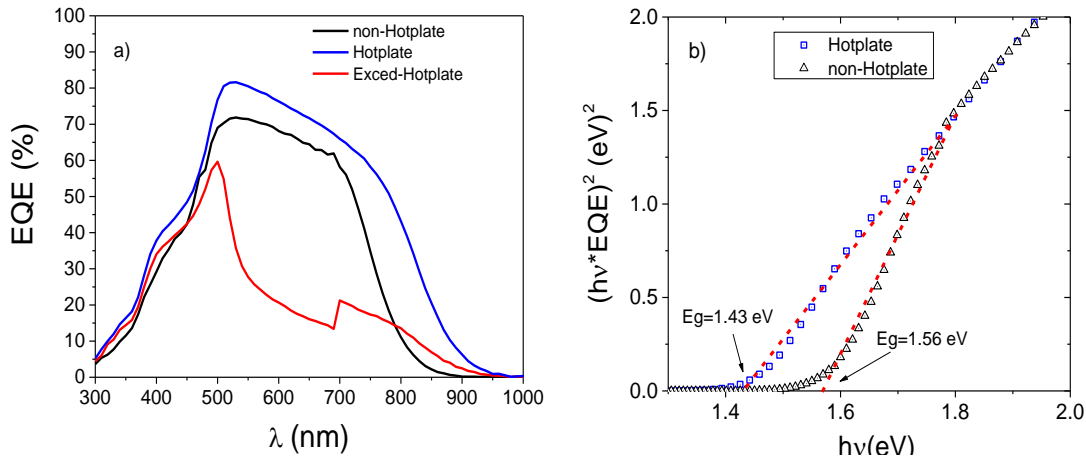 a)
non-Hotplate
Hotplate
Exced-Hotplate
EQE (%)
100
90
80
70
60
50
40
30
20
10
0
300 400 500 600 700 800 900 1000
λ (nm)
b)
Hotplate
non-Hotplate
(hν*EQE)² (eV)²
2.0
1.5
1.0
0.5
0.0
Eg=1.43 eV
Eg=1.56 eV
1.4 1.6 1.8 2.0
hν(eV)